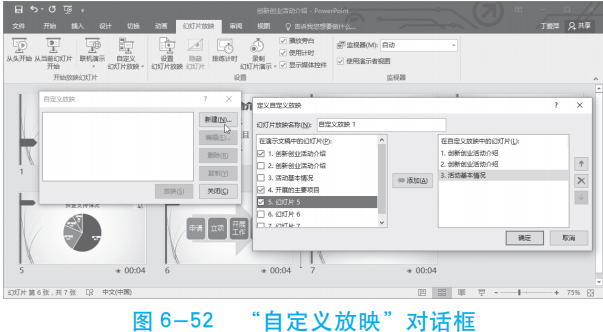 创新创业活动介绍 - PowerPoint
文件 开始 插入 设计 切换 动画 幻灯片放映 审阅 视图 告诉我您想要做什么... 丁爱萍 共享
从头开始 从当前幻灯片开始 联机演示 自定义幻灯片放映 设置幻灯片放映 隐藏幻灯片 排练计时 录制幻灯片演示
播放旁白
使用计时
显示媒体控件
监视器(M): 自动
使用演示者视图
开始放映幻灯片 设置 监视器
自定义放映 ? ×
新建(N)...
编辑(E)...
删除(R)
复制(Y)
放映(S) 关闭(C)
定义自定义放映 ? ×
幻灯片放映名称(N): 自定义放映 1
在演示文稿中的幻灯片(P):
1. 创新创业活动介绍
2. 创新创业活动介绍
3. 活动基本情况
4. 开展的主要项目
5. 幻灯片 5
6. 幻灯片 6
7. 幻灯片 7
添加(A)
在自定义放映中的幻灯片(L):
1. 创新创业活动介绍
2. 创新创业活动介绍
3. 活动基本情况
确定 取消
1
申请 立项 开展工作
5 00:04 6 00:04 7 00:04
幻灯片 第 6 张，共 7 张 中文(中国) 75%
图 6-52 “自定义放映”对话框